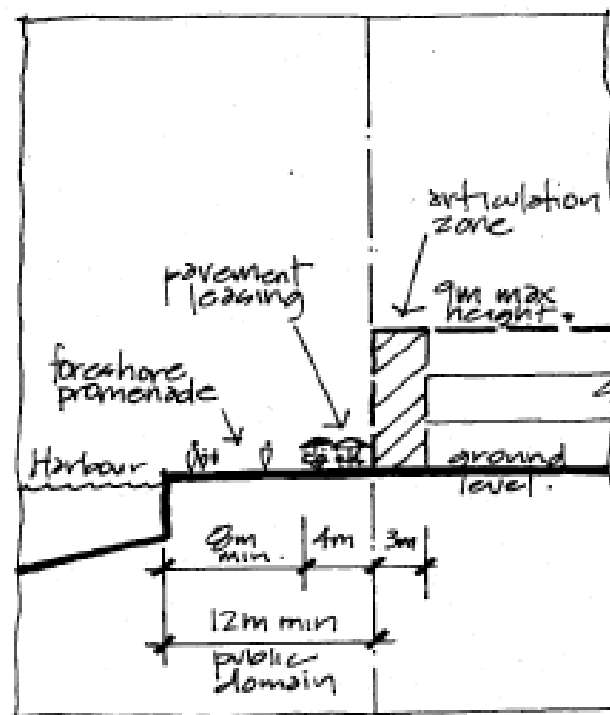 articulation
zone
pavement
leasing
9m max
height.
foreshore
promenade
Harbour
ground
level.
8m
min.
4m
3m
12m min
public
domain